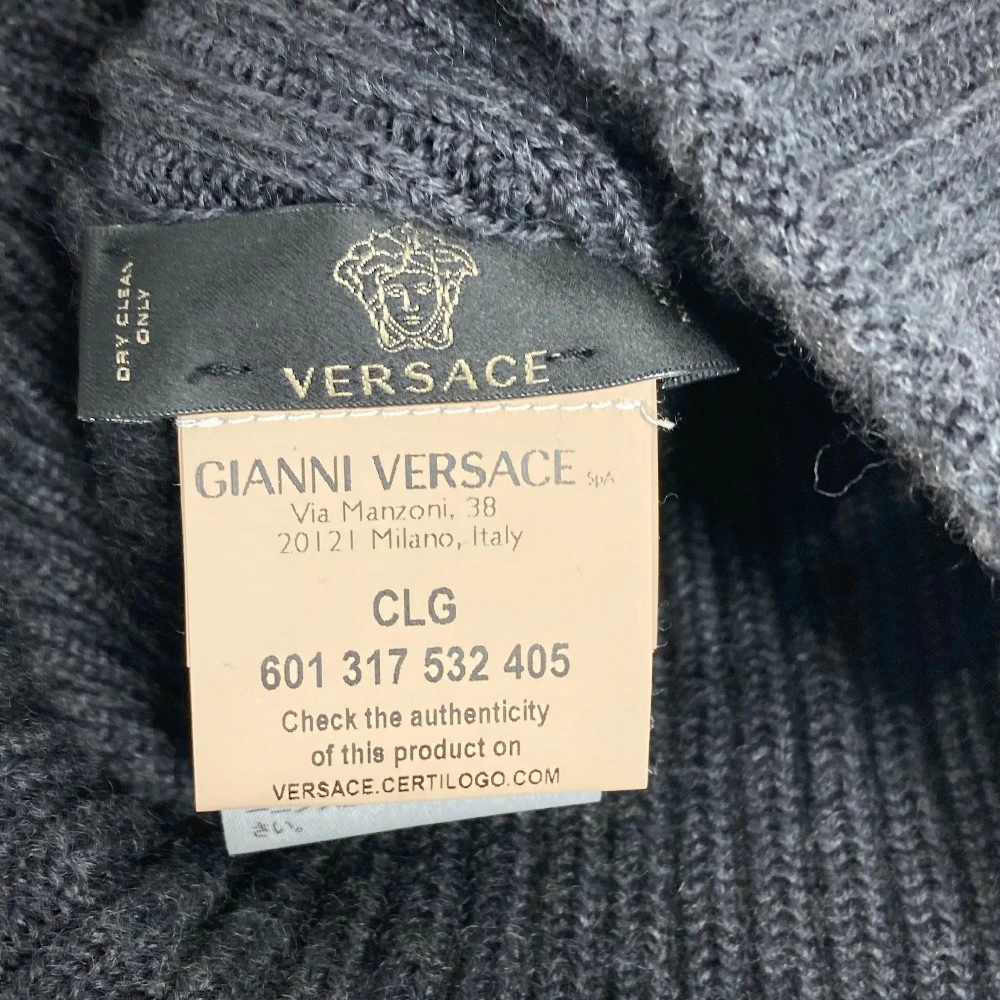 DRY CLEAN
ONLY
VERSACE
GIANNI VERSACE SpA
Via Manzoni, 38
20121 Milano, Italy
CLG
601 317 532 405
Check the authenticity
of this product on
VERSACE.CERTILOGO.COM